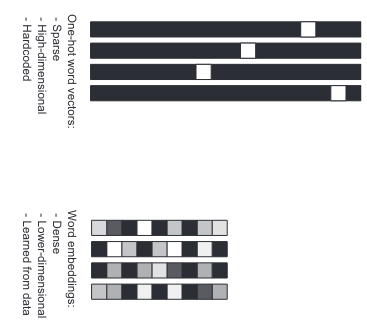 One-hot word vectors:
- Sparse
- High-dimensional
- Hardcoded
Word embeddings:
- Dense
- Lower-dimensional
- Learned from data